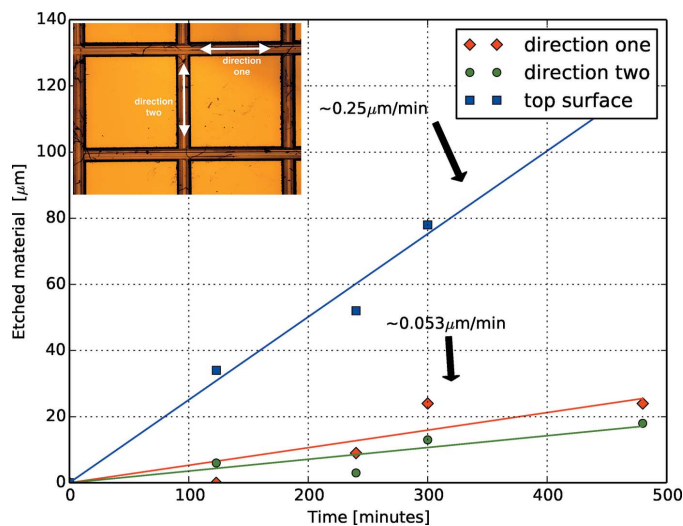 140
120
100
80
60
40
20
0
Etched material [μm]
0
100
200
300
400
500
Time [minutes]
direction
one
direction
two
direction one
direction two
top surface
~0.25μm/min
~0.053μm/min